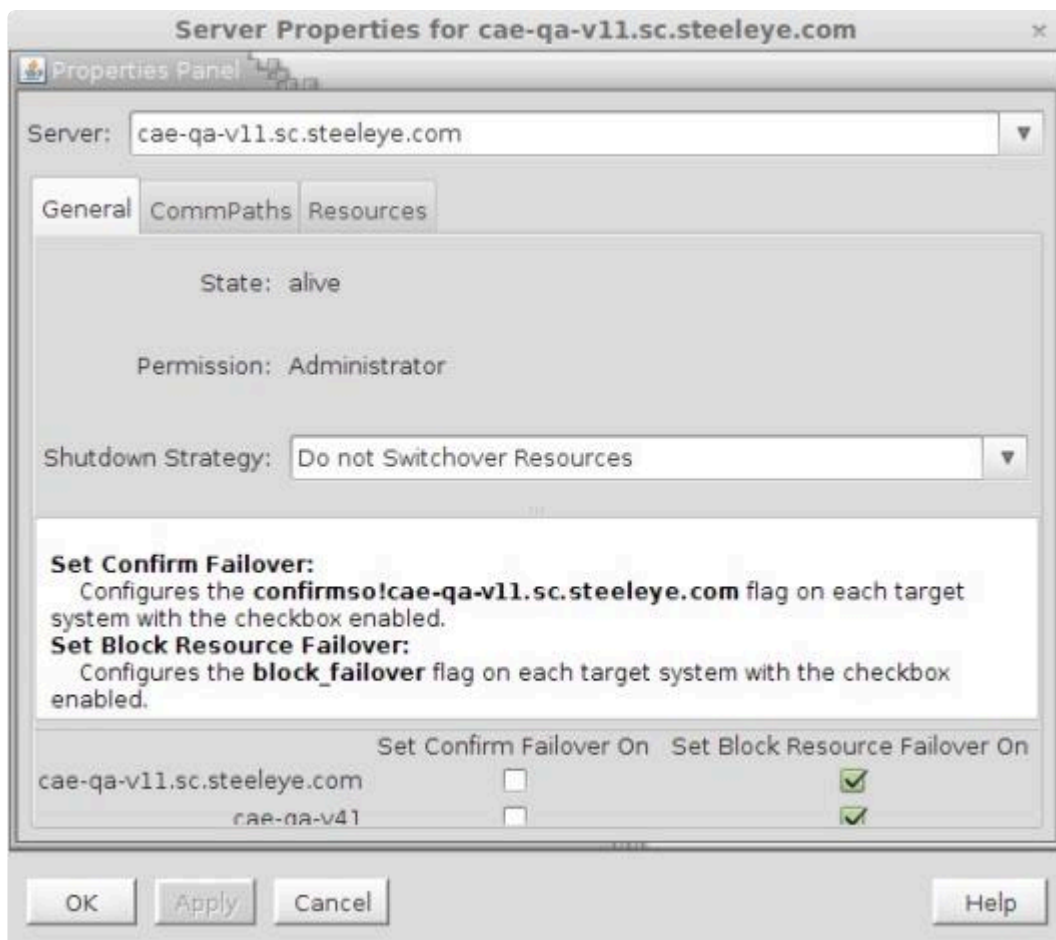 Server Properties for cae-qa-v11.sc.steeleye.com
Properties Panel
Server: cae-qa-v11.sc.steeleye.com
General CommPaths Resources
State: alive
Permission: Administrator
Shutdown Strategy: Do not Switchover Resources
Set Confirm Failover:
Configures the confirmso!cae-qa-v11.sc.steeleye.com flag on each target
system with the checkbox enabled.
Set Block Resource Failover:
Configures the block_failover flag on each target system with the checkbox
enabled.
Set Confirm Failover On Set Block Resource Failover On
cae-qa-v11.sc.steeleye.com
cae-qa-v41
OK Apply Cancel Help